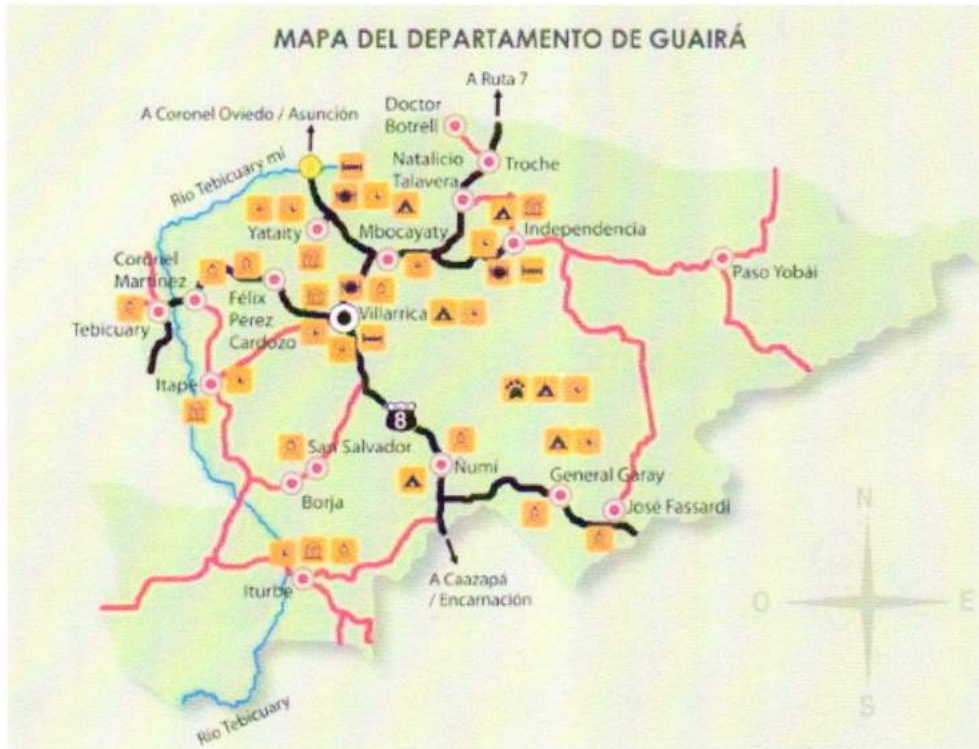 MAPA DEL DEPARTAMENTO DE GUAIRÁ
A Ruta 7
A Coronel Oviedo / Asunción
Doctor
Botrell
Río Tebicuary mí
Natalicio
Talavera
Troche
Yataity
Mbocayaty
Independencia
Coronel
Martínez
Paso Yobái
Félix
Pérez
Cardozo
Villarrica
Tebicuary
Itapé
8
San Salvador
Borja
Ñumí
General Garay
José Fassardi
Iturbe
A Caazapá
/ Encarnación
Río Tebicuary
N
O
E
S